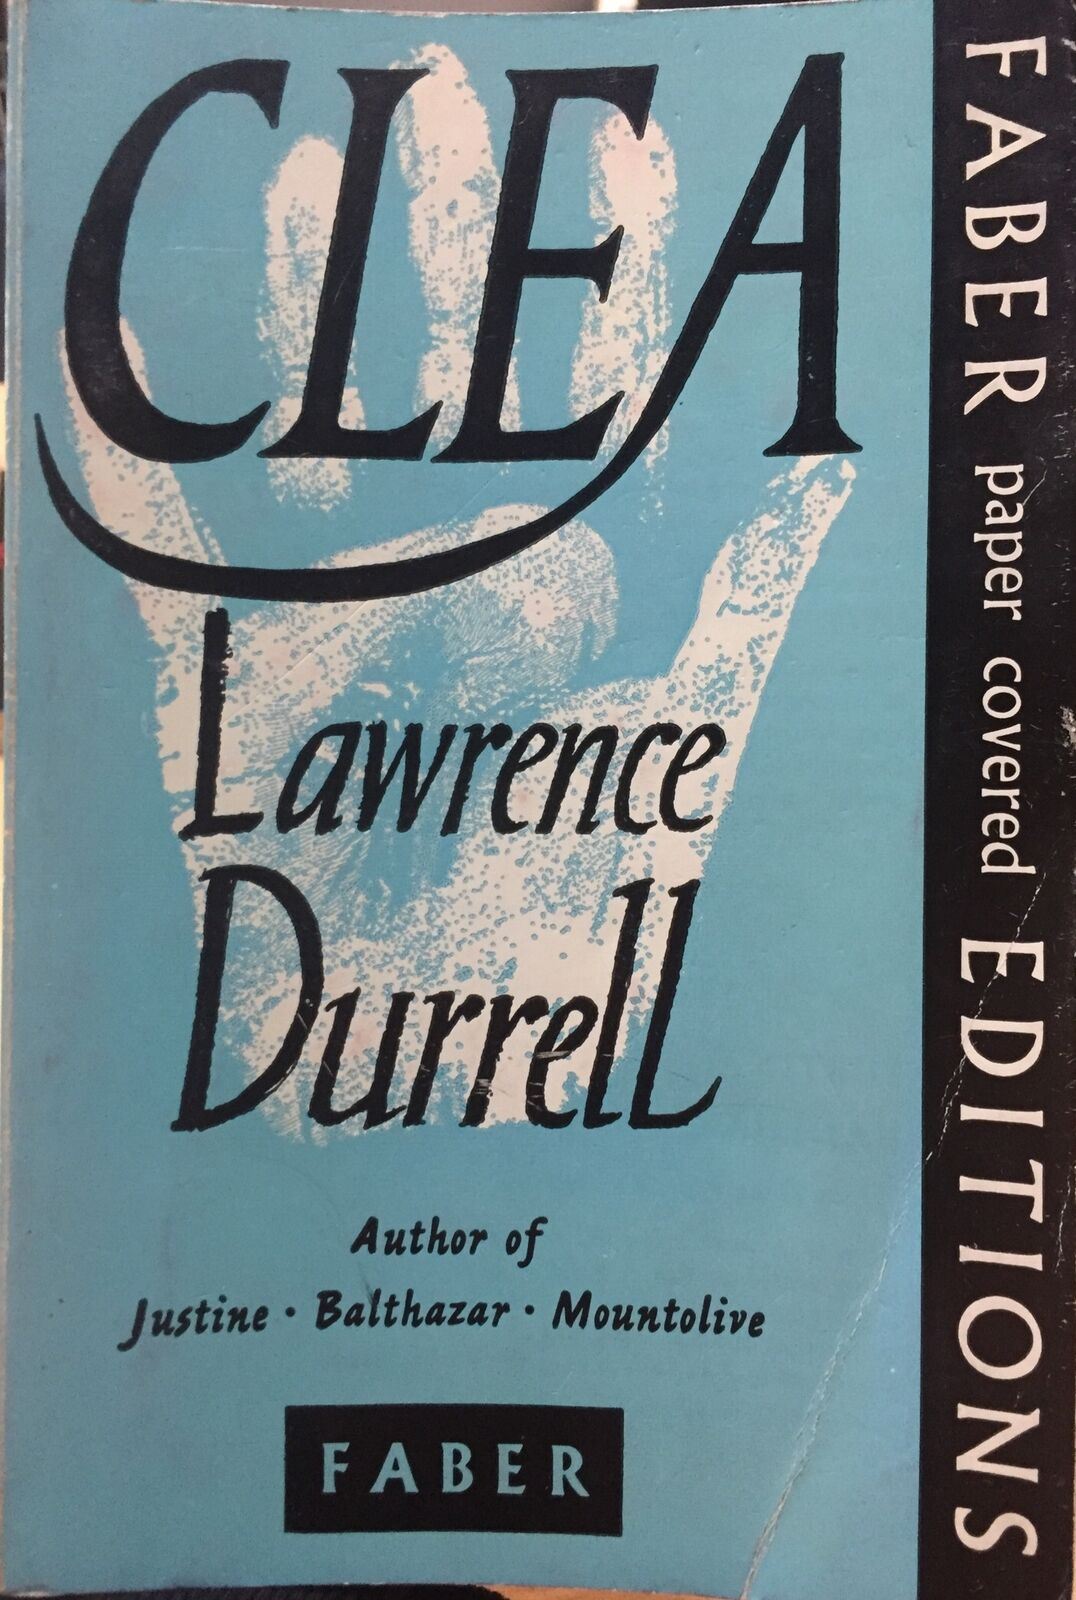 CLEA
Lawrence
Durrell
Author of
Justine · Balthazar · Mountolive
FABER
FABER paper covered EDITIONS